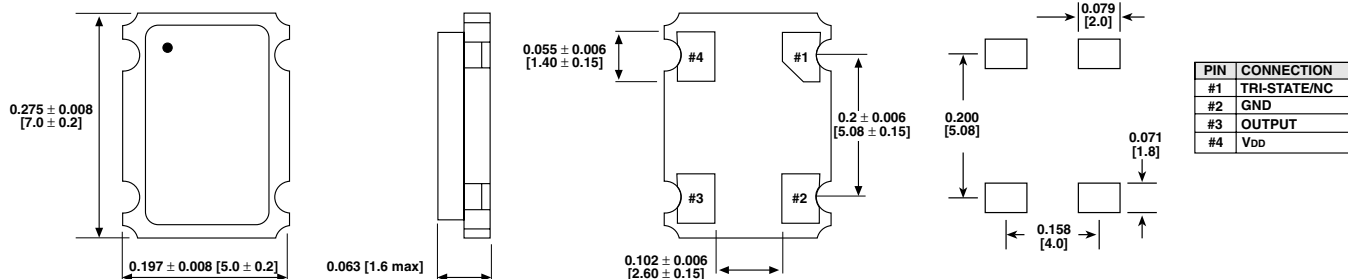 0.275 ± 0.008
[7.0 ± 0.2]
0.197 ± 0.008 [5.0 ± 0.2]
0.063 [1.6 max]
0.055 ± 0.006
[1.40 ± 0.15]
#4
#1
#3
#2
0.2 ± 0.006
[5.08 ± 0.15]
0.102 ± 0.006
[2.60 ± 0.15]
0.079
[2.0]
0.200
[5.08]
0.071
[1.8]
0.158
[4.0]
PIN CONNECTION
#1 TRI-STATE/NC
#2 GND
#3 OUTPUT
#4 VDD